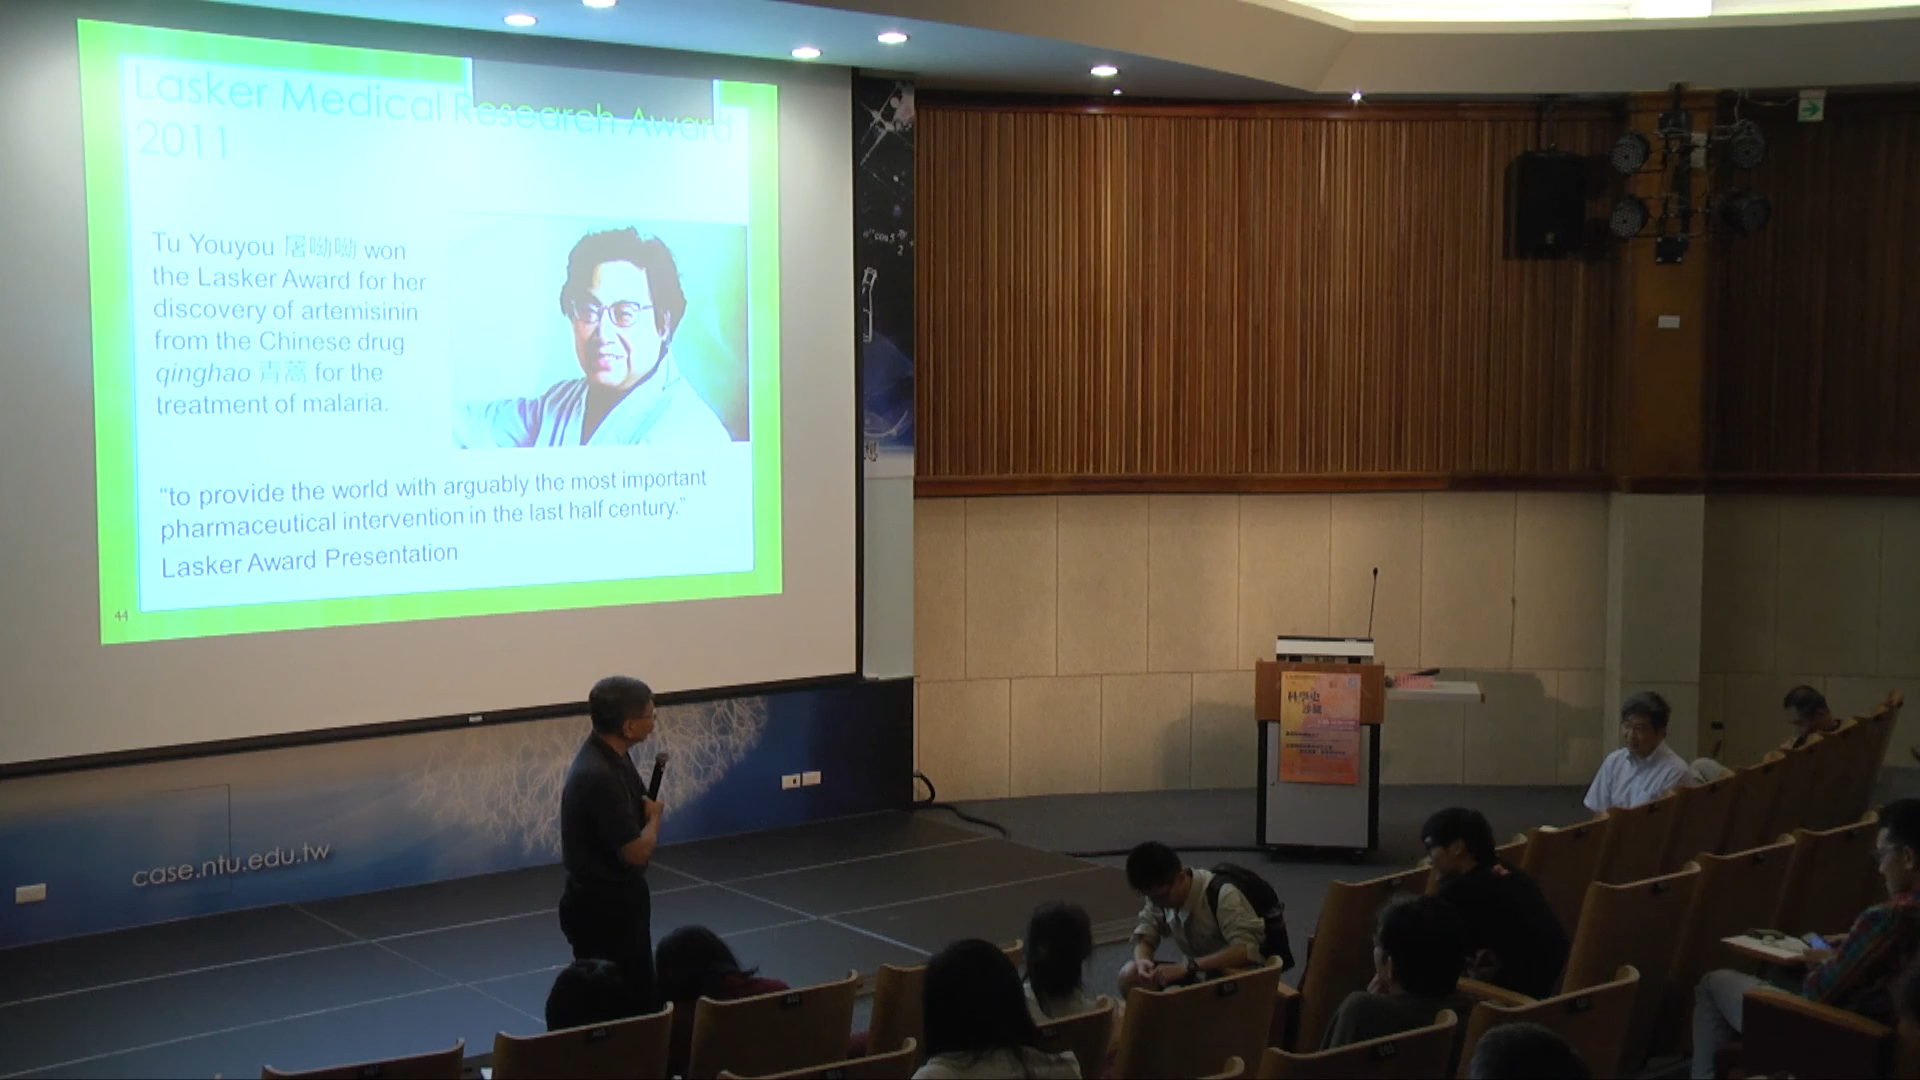 Lasker Medical Research Award
2011
Tu Youyou 屠呦呦 won
the Lasker Award for her
discovery of artemisinin
from the Chinese drug
qinghao 青蒿 for the
treatment of malaria.
“to provide the world with arguably the most important
pharmaceutical intervention in the last half century.”
Lasker Award Presentation
44
case.ntu.edu.tw
科學史
沙龍